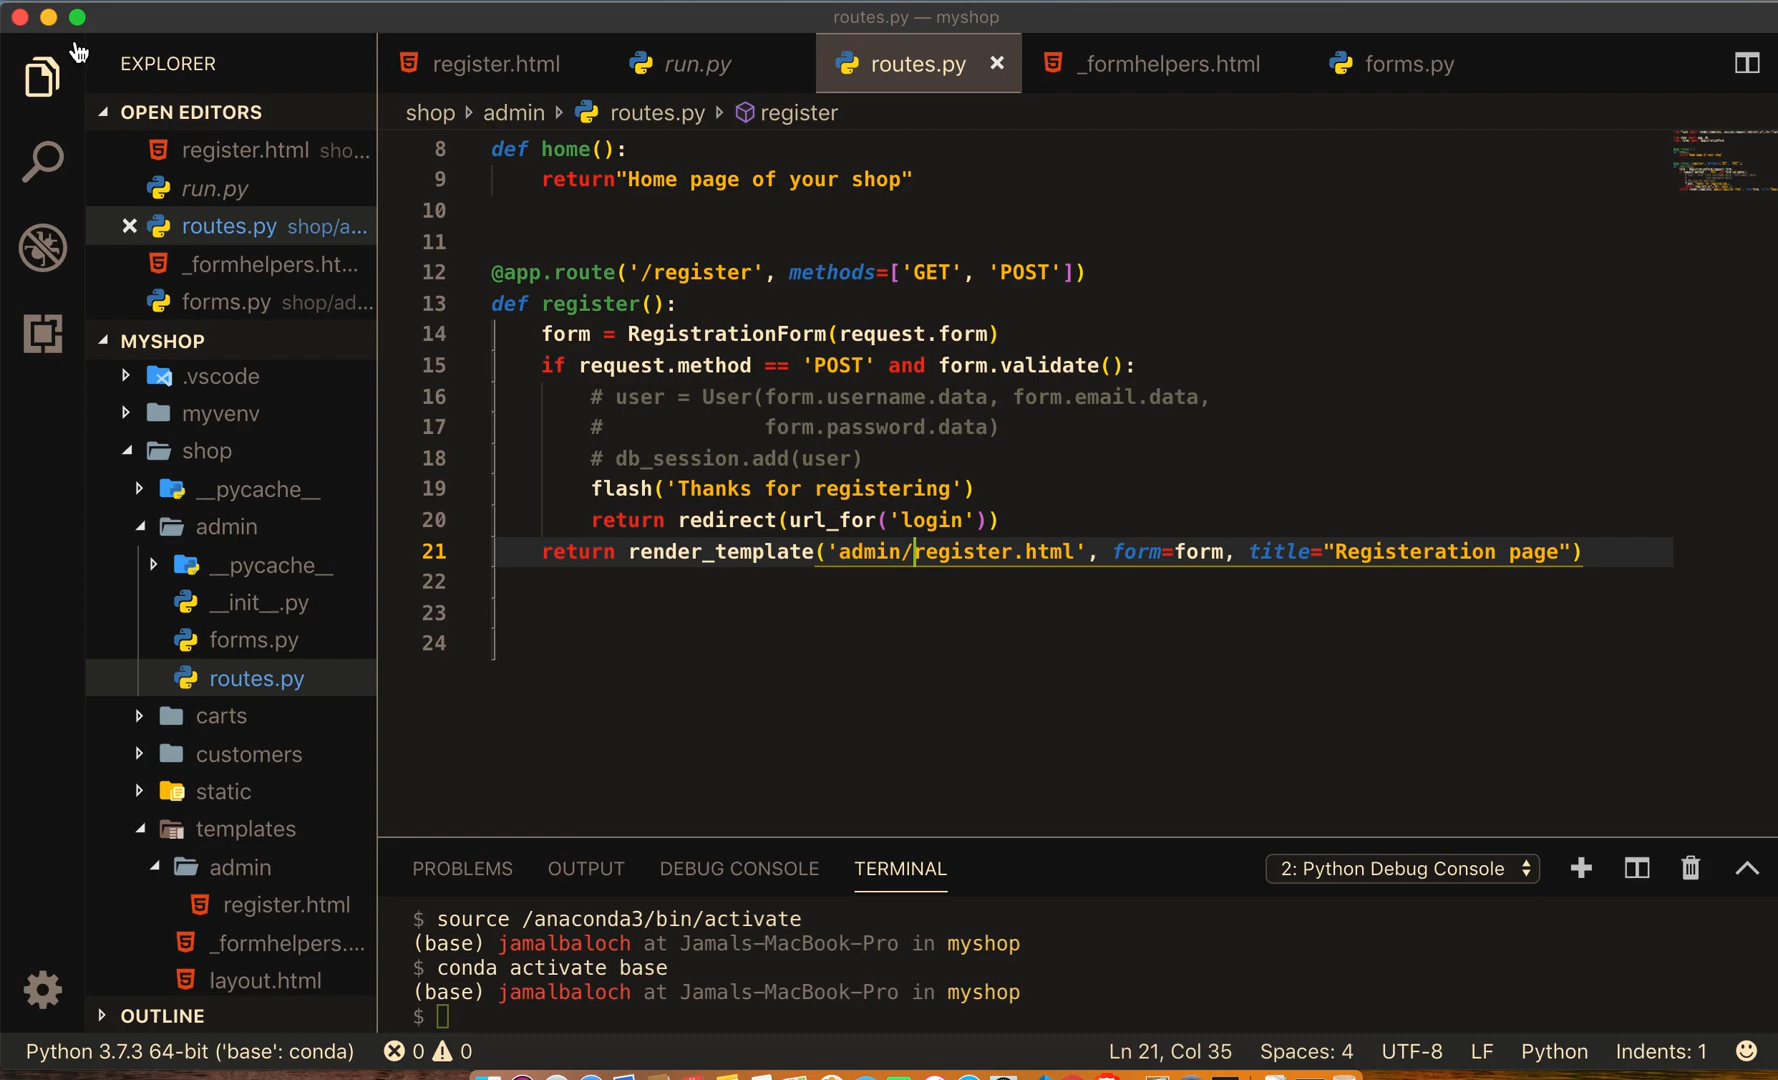 routes.py — myshop
EXPLORER
register.html
run.py
routes.py
_formhelpers.html
forms.py
OPEN EDITORS
register.html sho...
run.py
routes.py shop/a...
_formhelpers.ht...
forms.py shop/ad...
MYSHOP
.vscode
myvenv
shop
__pycache__
admin
__pycache__
__init__.py
forms.py
routes.py
carts
customers
static
templates
admin
register.html
_formhelpers....
layout.html
OUTLINE
shop admin routes.py register
8 def home():
9 return"Home page of your shop"
10
11
12 @app.route('/register', methods=['GET', 'POST'])
13 def register():
14 form = RegistrationForm(request.form)
15 if request.method == 'POST' and form.validate():
16 # user = User(form.username.data, form.email.data,
17 # form.password.data)
18 # db_session.add(user)
19 flash('Thanks for registering')
20 return redirect(url_for('login'))
21 return render_template('admin/register.html', form=form, title="Registeration page")
22
23
24
PROBLEMS OUTPUT DEBUG CONSOLE TERMINAL 2: Python Debug Console
$ source /anaconda3/bin/activate
(base) jamalbaloch at Jamals-MacBook-Pro in myshop
$ conda activate base
(base) jamalbaloch at Jamals-MacBook-Pro in myshop
$
Python 3.7.3 64-bit ('base': conda) 0 0 Ln 21, Col 35 Spaces: 4 UTF-8 LF Python Indents: 1